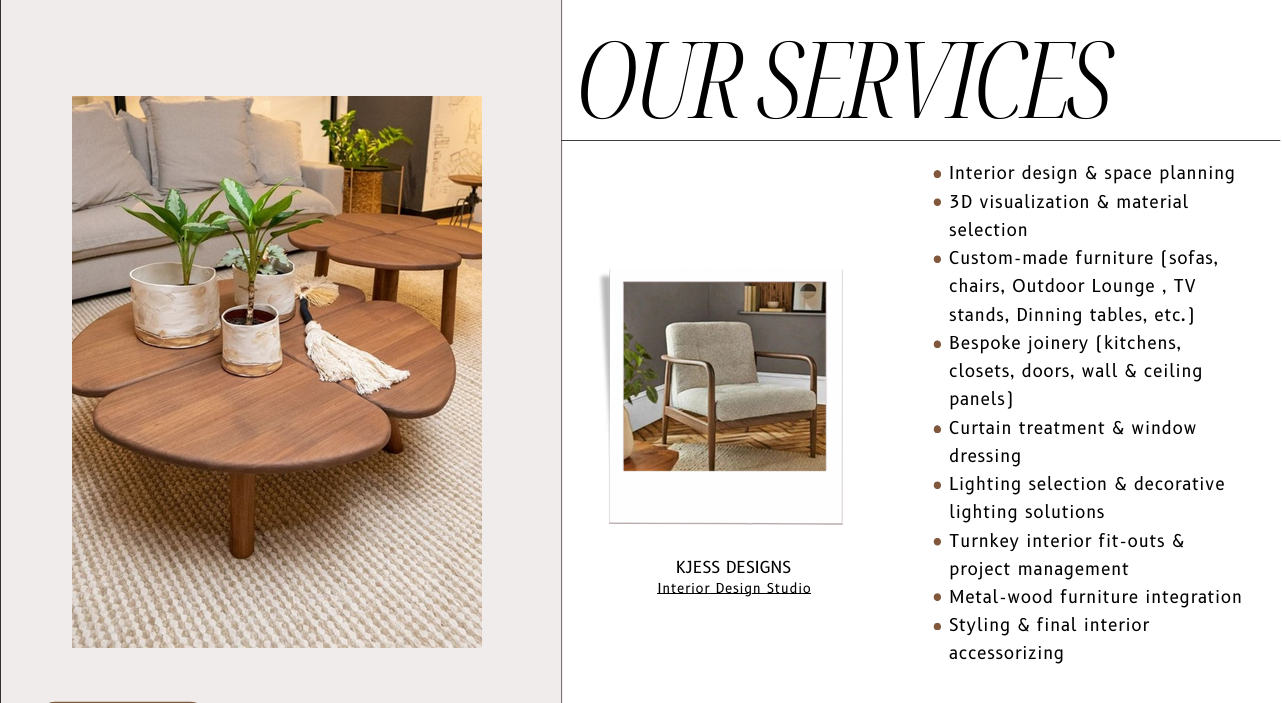 OUR SERVICES
Interior design & space planning
3D visualization & material
selection
Custom-made furniture (sofas,
chairs, Outdoor Lounge , TV
stands, Dinning tables, etc.)
Bespoke joinery (kitchens,
closets, doors, wall & ceiling
panels)
Curtain treatment & window
dressing
Lighting selection & decorative
lighting solutions
Turnkey interior fit-outs &
project management
Metal-wood furniture integration
Styling & final interior
accessorizing
KJESS DESIGNS
Interior Design Studio